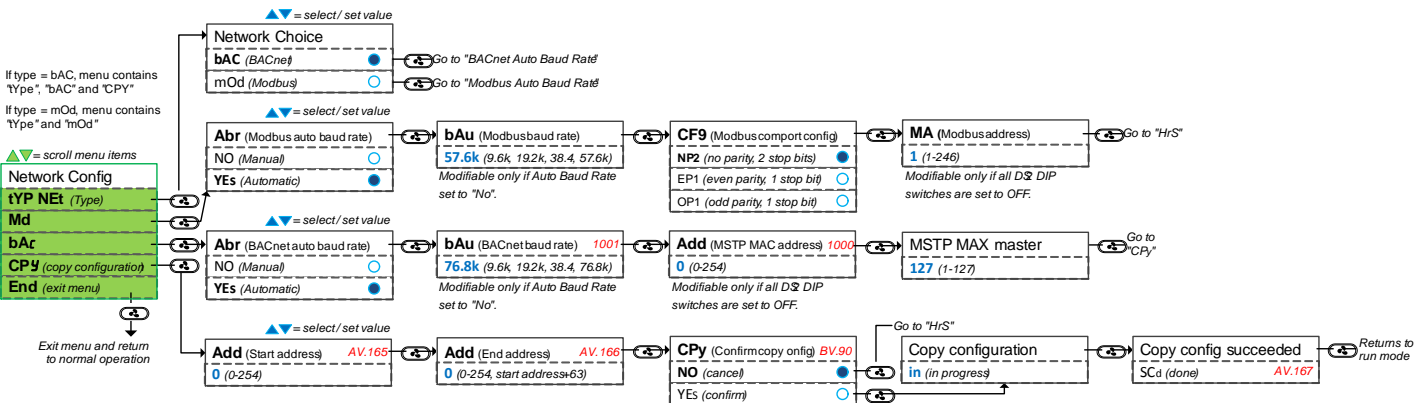 ▲▼= select/ set value
Network Choice
bAC (BACnet)
Go to "BACnet Auto Baud Rate"
mOd (Modbus)
Go to "Modbus Auto Baud Rate"
If type = bAC, menu contains
"tYpe", "bAC" and "CPY"
If type = mOd, menu contains
"tYpe" and "mOd"
▲▼= scroll menu items
Network Config
tYP NEt (Type)
Md
bAc
CPY (copy configuration)
End (exit menu)
Exit menu and return
to normal operation
▲▼= select/ set value
Abr (Modbus auto baud rate)
NO (Manual)
YEs (Automatic)
bAu (Modbus baud rate)
57.6k (9.6k, 19.2k, 38.4, 57.6k)
Modifiable only if Auto Baud Rate
set to "No".
CF9 (Modbus comport config)
NP2 (no parity, 2 stop bits)
EP1 (even parity, 1 stop bit)
OP1 (odd parity, 1 stop bit)
MA (Modbus address)
1 (1-246)
Modifiable only if all DS2 DIP
switches are set to OFF.
Go to "HrS"
▲▼= select/ set value
Abr (BACnet auto baud rate)
NO (Manual)
YEs (Automatic)
bAu (BACnet baud rate) 1001
76.8k (9.6k, 19.2k, 38.4, 76.8k)
Modifiable only if Auto Baud Rate
set to "No".
Add (MSTP MAC address) 1000
0 (0-254)
Modifiable only if all DS2 DIP
switches are set to OFF.
MSTP MAX master
127 (1-127)
Go to
"CPy"
▲▼= select/ set value
Add (Start address) AV.165
0 (0-254)
Add (End address) AV.166
0 (0-254, start address+63)
CPy (Confirm copy onfig) BV.90
NO (cancel)
YEs (confirm)
Go to "HrS"
Copy configuration
in (in progress)
Copy config succeeded
SCd (done) AV.167
Returns to
run mode